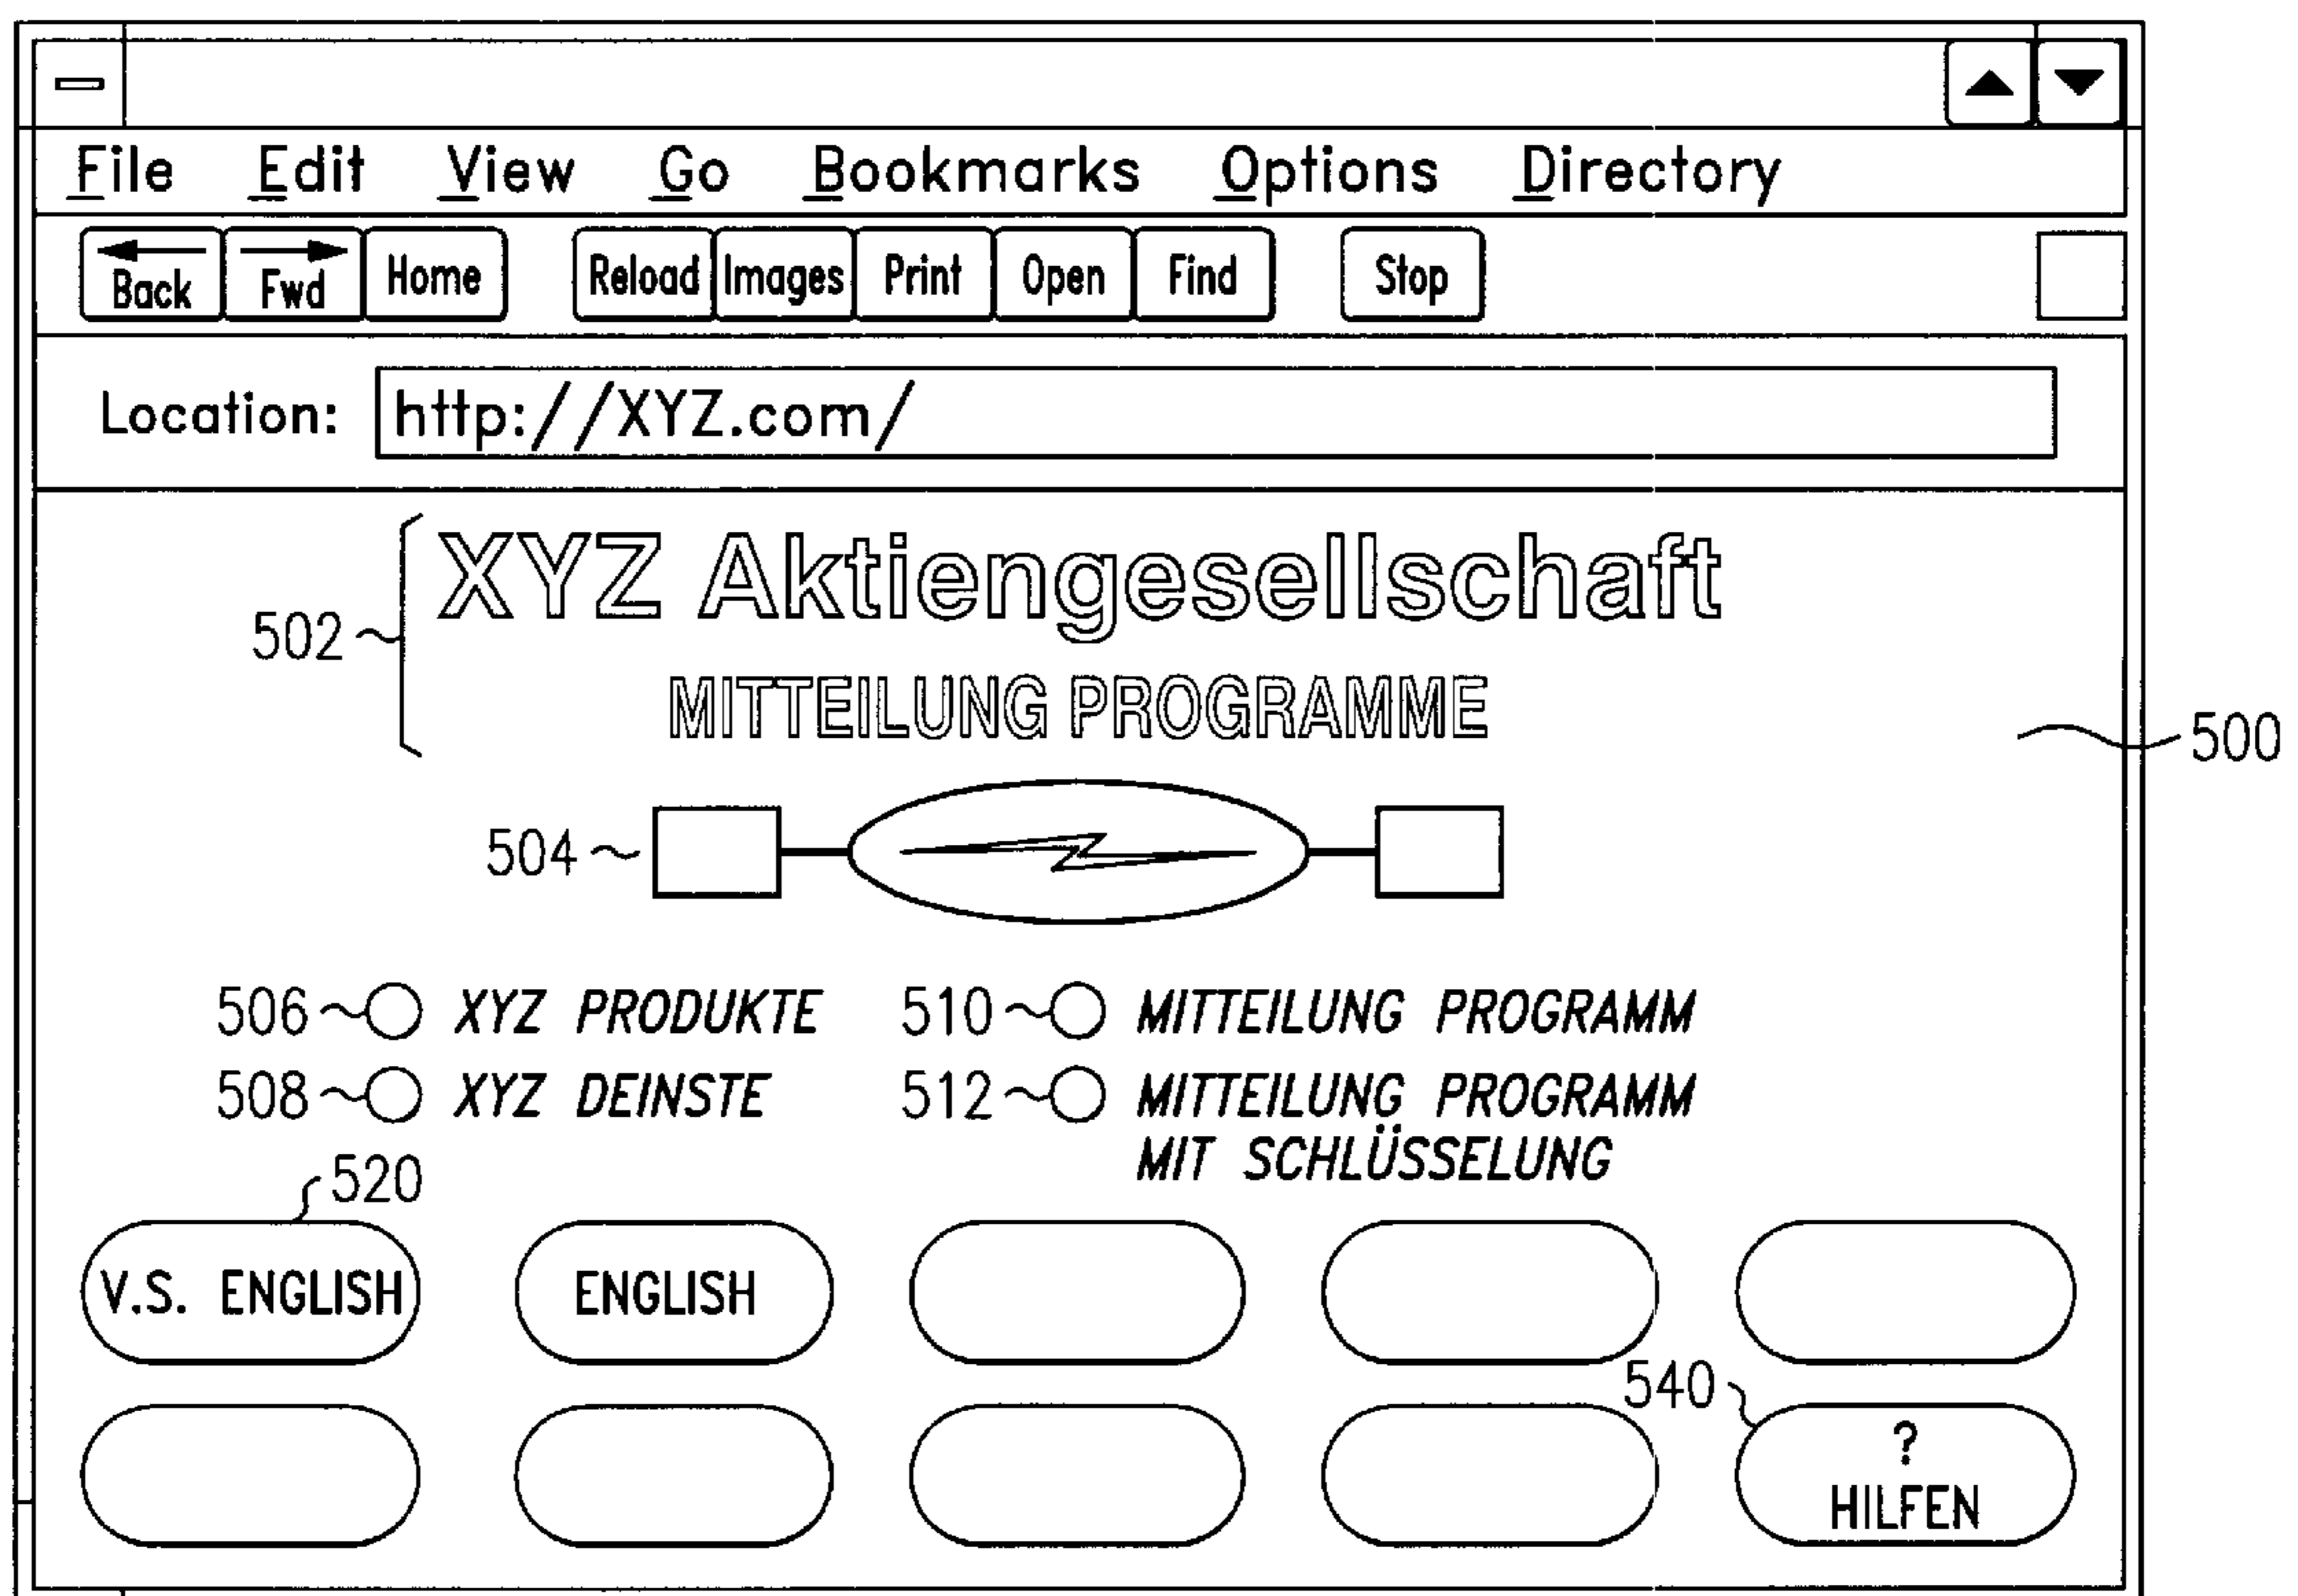 File Edit View Go Bookmarks Options Directory
Back Fwd Home Reload Images Print Open Find Stop
Location: http://XYZ.com/
XYZ Aktiengesellschaft
502
MITTEILUNG PROGRAMME
500
504
506 XYZ PRODUKTE 510 MITTEILUNG PROGRAMM
508 XYZ DEINSTE 512 MITTEILUNG PROGRAMM
MIT SCHLÜSSELUNG
520
V.S. ENGLISH ENGLISH
540
?
HILFEN